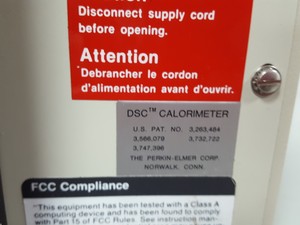 Disconnect supply cord
before opening.
Attention
Debrancher le cordon
d'alimentation avant d'ouvrir.
DSC™ CALORIMETER
U.S. PAT. NO. 3,263,484
3,566,079 3,732,722
3,747,396
THE PERKIN-ELMER CORP.
NORWALK, CONN.
FCC Compliance
"This equipment has been tested with a Class A
computing device and has been found to comply
with Part 15 of FCC Rules. See instruction man-